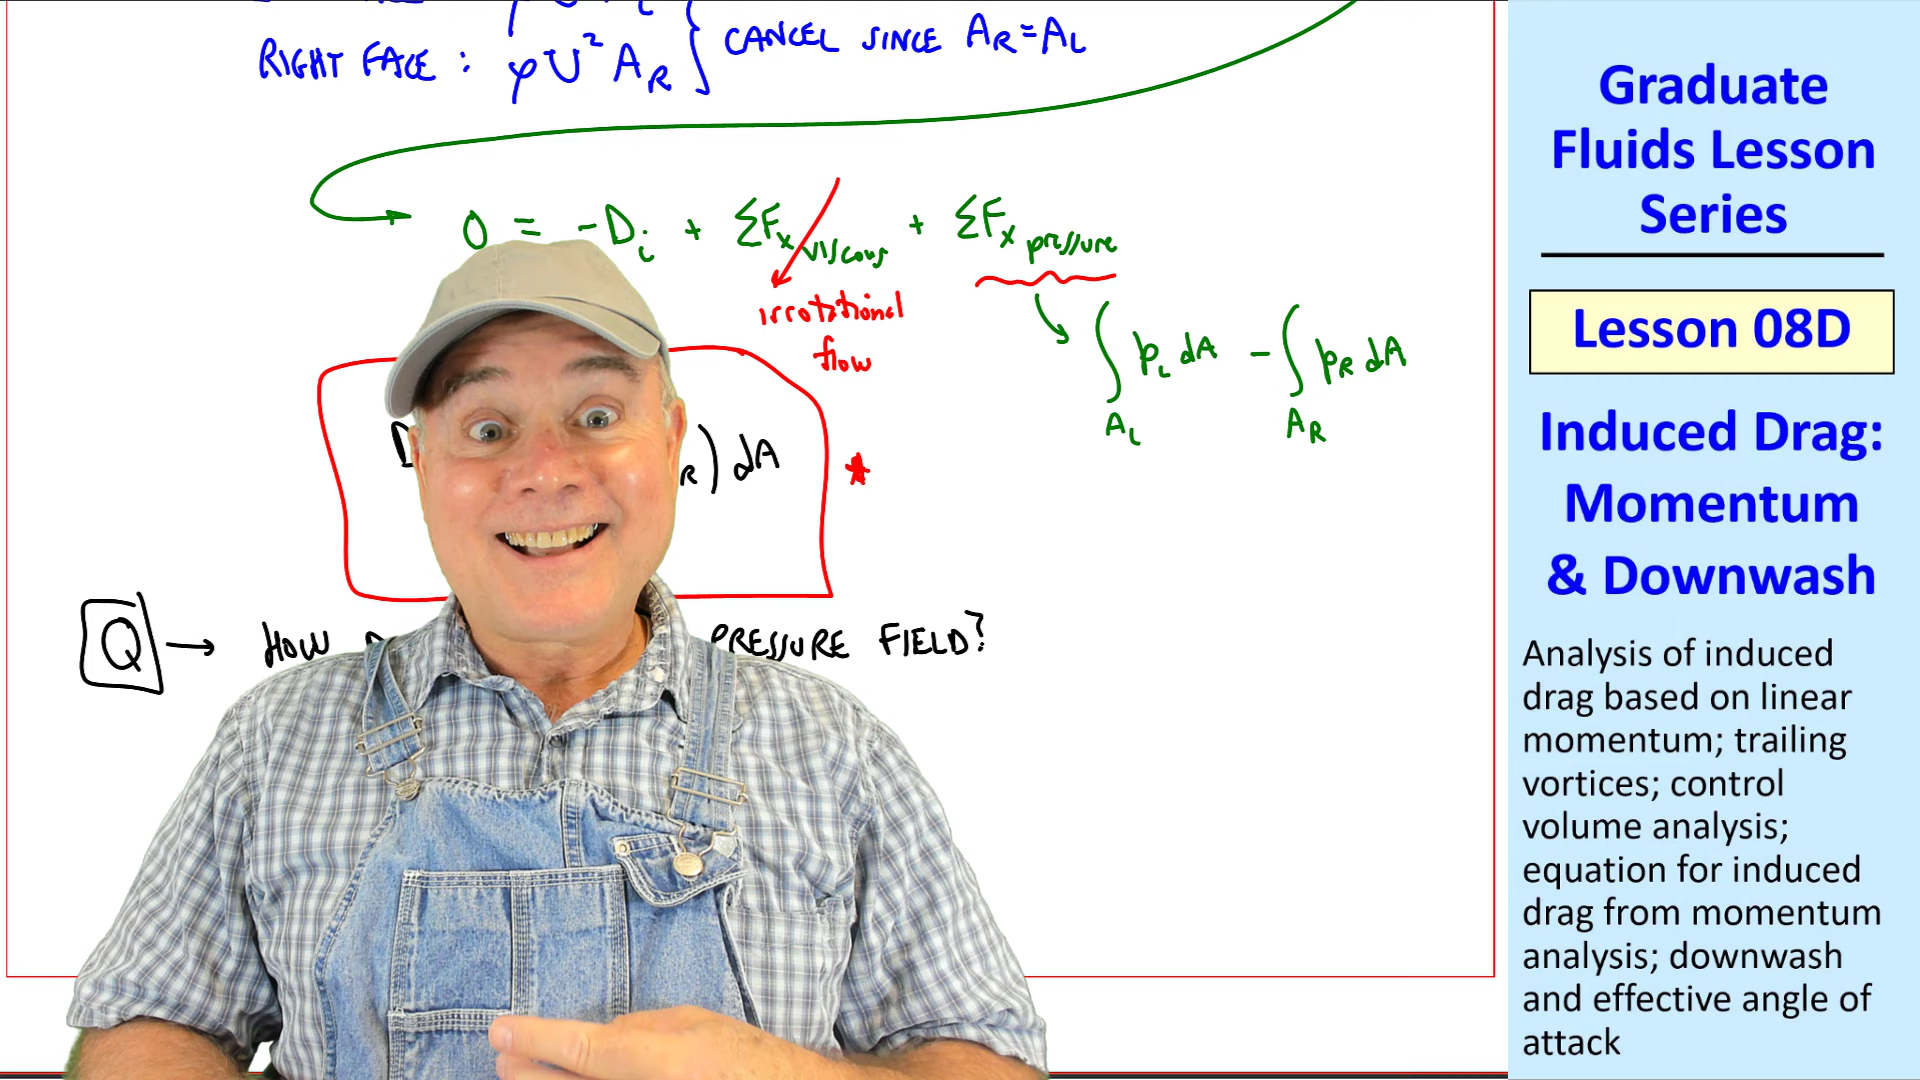 RIGHT FACE : ρU²A_R } CANCEL SINCE A_R = A_L
0 = -D_i + ΣF_x viscous + ΣF_x pressure
irrotational
flow
∫ P_L dA - ∫ P_R dA
A_L A_R
D R) dA *
Q → HOW PRESSURE FIELD?
Graduate
Fluids Lesson
Series
Lesson 08D
Induced Drag:
Momentum
& Downwash
Analysis of induced
drag based on linear
momentum; trailing
vortices; control
volume analysis;
equation for induced
drag from momentum
analysis; downwash
and effective angle of
attack